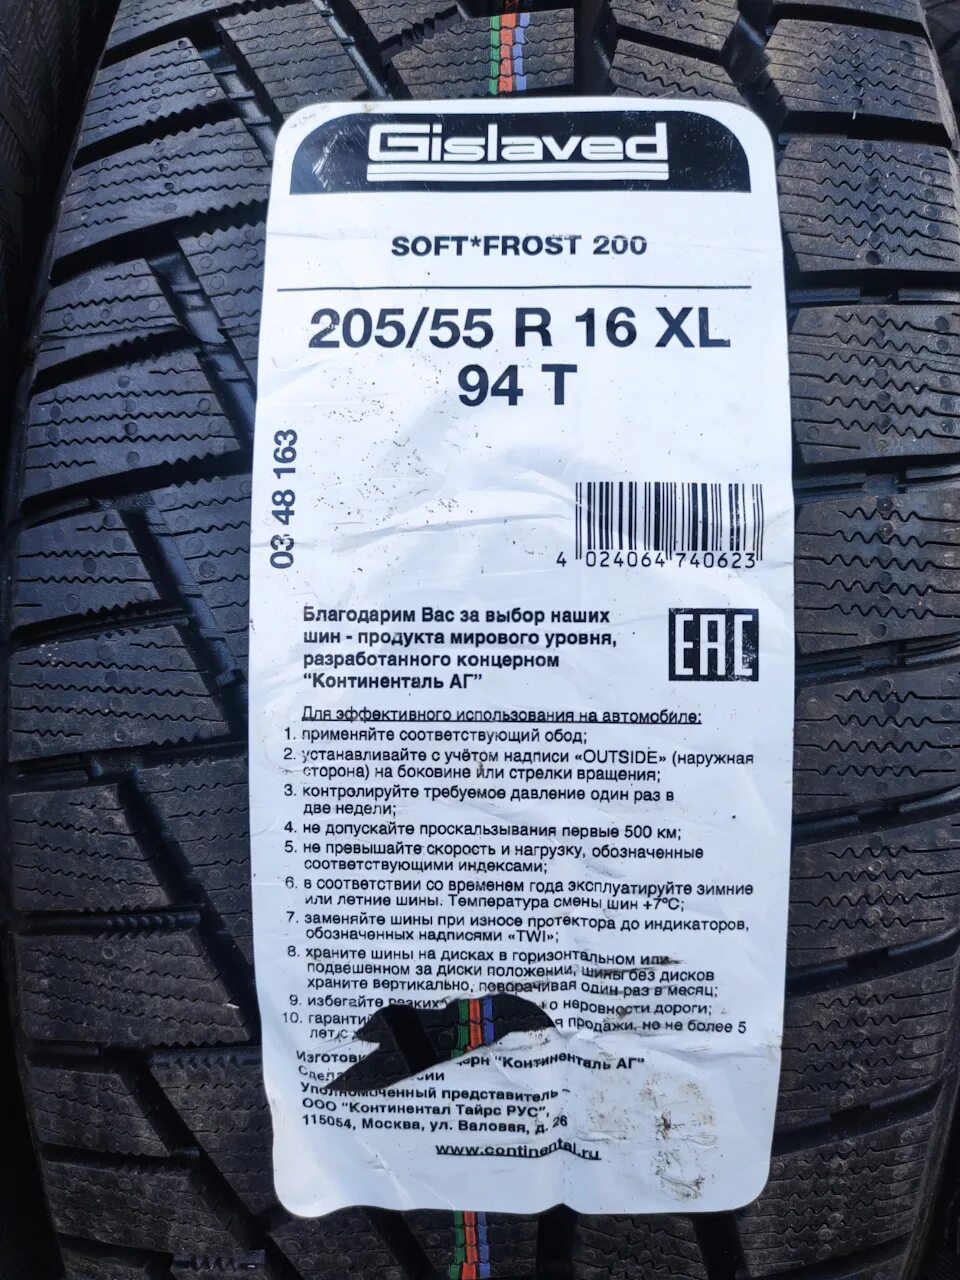 Gislaved
SOFT*FROST 200
205/55 R 16 XL
94 T
03 48 163
4 024064 740623
Благодарим Вас за выбор наших
шин - продукта мирового уровня,
разработанного концерном
"Континенталь АГ"
EAC
Для эффективного использования на автомобиле:
1. применяйте соответствующий обод;
2. устанавливайте с учётом надписи «OUTSIDE» (наружная
сторона) на боковине или стрелки вращения;
3. контролируйте требуемое давление один раз в
две недели;
4. не допускайте проскальзывания первые 500 км;
5. не превышайте скорость и нагрузку, обозначенные
соответствующими индексами;
6. в соответствии со временем года эксплуатируйте зимние
или летние шины. Температура смены шин +7°С;
7. заменяйте шины при износе протектора до индикаторов,
обозначенных надписями «TWI»;
8. храните шины на дисках в горизонтальном или
подвешенном за диски положении, шины без дисков
храните вертикально, поворачивая один раз в месяц;
9. избегайте резких о неровности дороги;
10. продажи, но не более 5
лет с
"Континенталь АГ"
Уполномоченный представитель
ООО "Континентал Тайрс РУС",
115054, Москва, ул. Валовая, д. 26
www.continental.ru